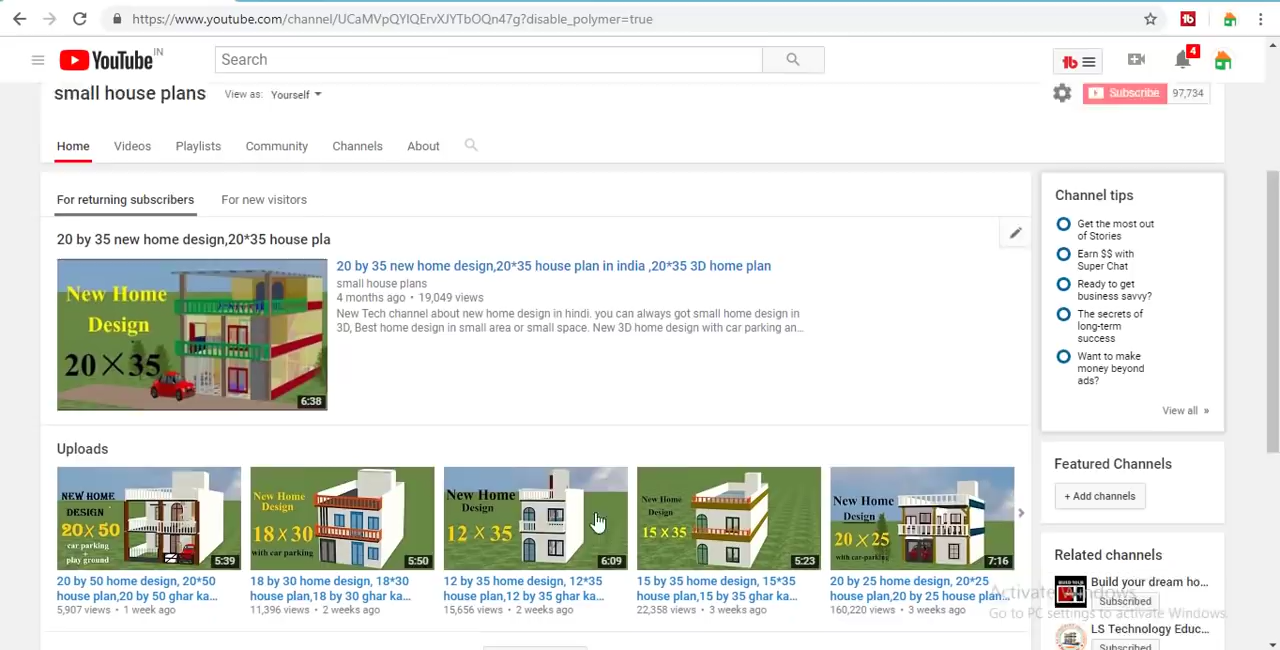 https://www.youtube.com/channel/UCaMVpQYlQErvXJYTbOQn47g?disable_polymer=true
YouTube IN
Search
4
small house plans
View as: Yourself
Subscribe 97,734
Home Videos Playlists Community Channels About
For returning subscribers For new visitors
20 by 35 new home design,20*35 house pla
New Home
Design
20×35
6:38
20 by 35 new home design,20*35 house plan in india ,20*35 3D home plan
small house plans
4 months ago • 19,049 views
New Tech channel about new home design in hindi. you can always got small home design in
3D, Best home design in small area or small space. New 3D home design with car parking an...
Uploads
NEW HOME
DESIGN
20×50
car parking
+
play ground
5:39
20 by 50 home design, 20*50
house plan,20 by 50 ghar ka...
5,907 views • 1 week ago
New Home
Design
18×30
with car parking
5:50
18 by 30 home design, 18*30
house plan,18 by 30 ghar ka...
11,396 views • 2 weeks ago
New Home
Design
12×35
6:09
12 by 35 home design, 12*35
house plan,12 by 35 ghar ka...
15,656 views • 2 weeks ago
New Home
Design
15×35
5:23
15 by 35 home design, 15*35
house plan,15 by 35 ghar ka...
22,358 views • 3 weeks ago
New Home
Design
20×25
with car-parking
7:16
20 by 25 home design, 20*25
house plan,20 by 25 house plan...
160,220 views • 3 weeks ago
Channel tips
Get the most out
of Stories
Earn $$ with
Super Chat
Ready to get
business savvy?
The secrets of
long-term
success
Want to make
money beyond
ads?
View all »
Featured Channels
+ Add channels
Related channels
Build your dream ho...
Subscribed
LS Technology Educ...
Subscribed
Activate Windows
Go to PC settings to activate Windows.